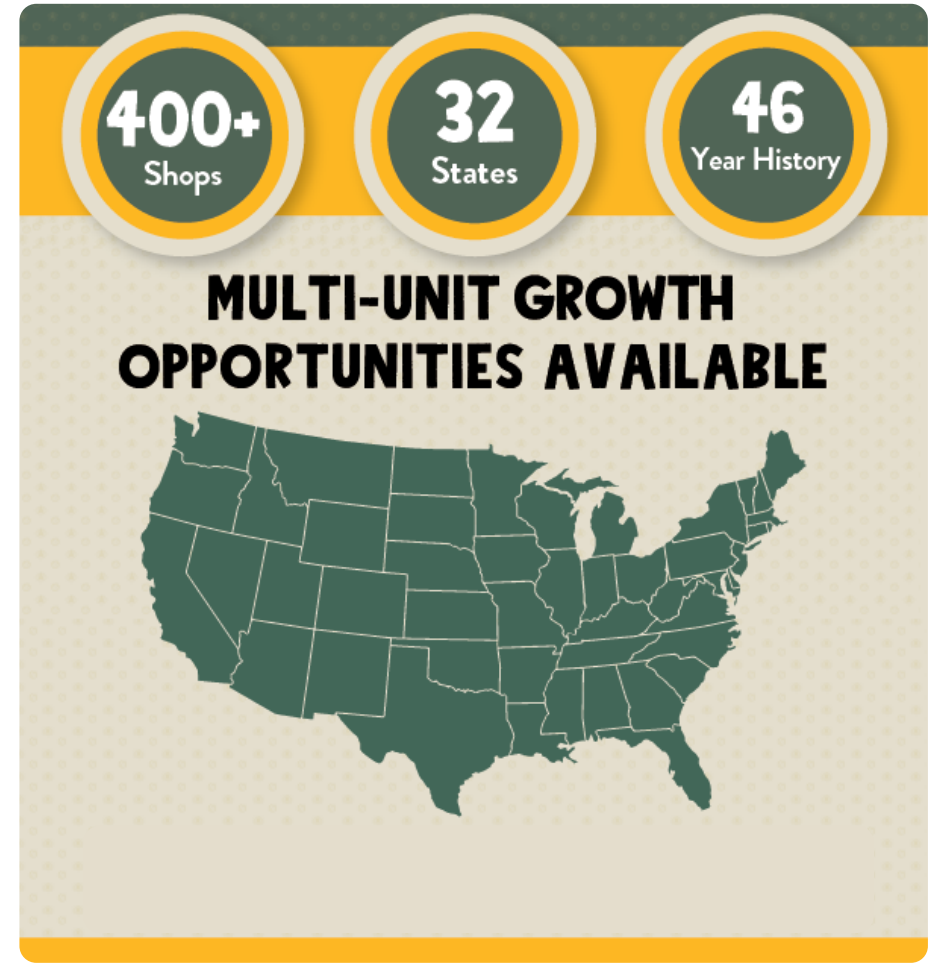 400+
Shops
32
States
46
Year History
MULTI-UNIT GROWTH
OPPORTUNITIES AVAILABLE